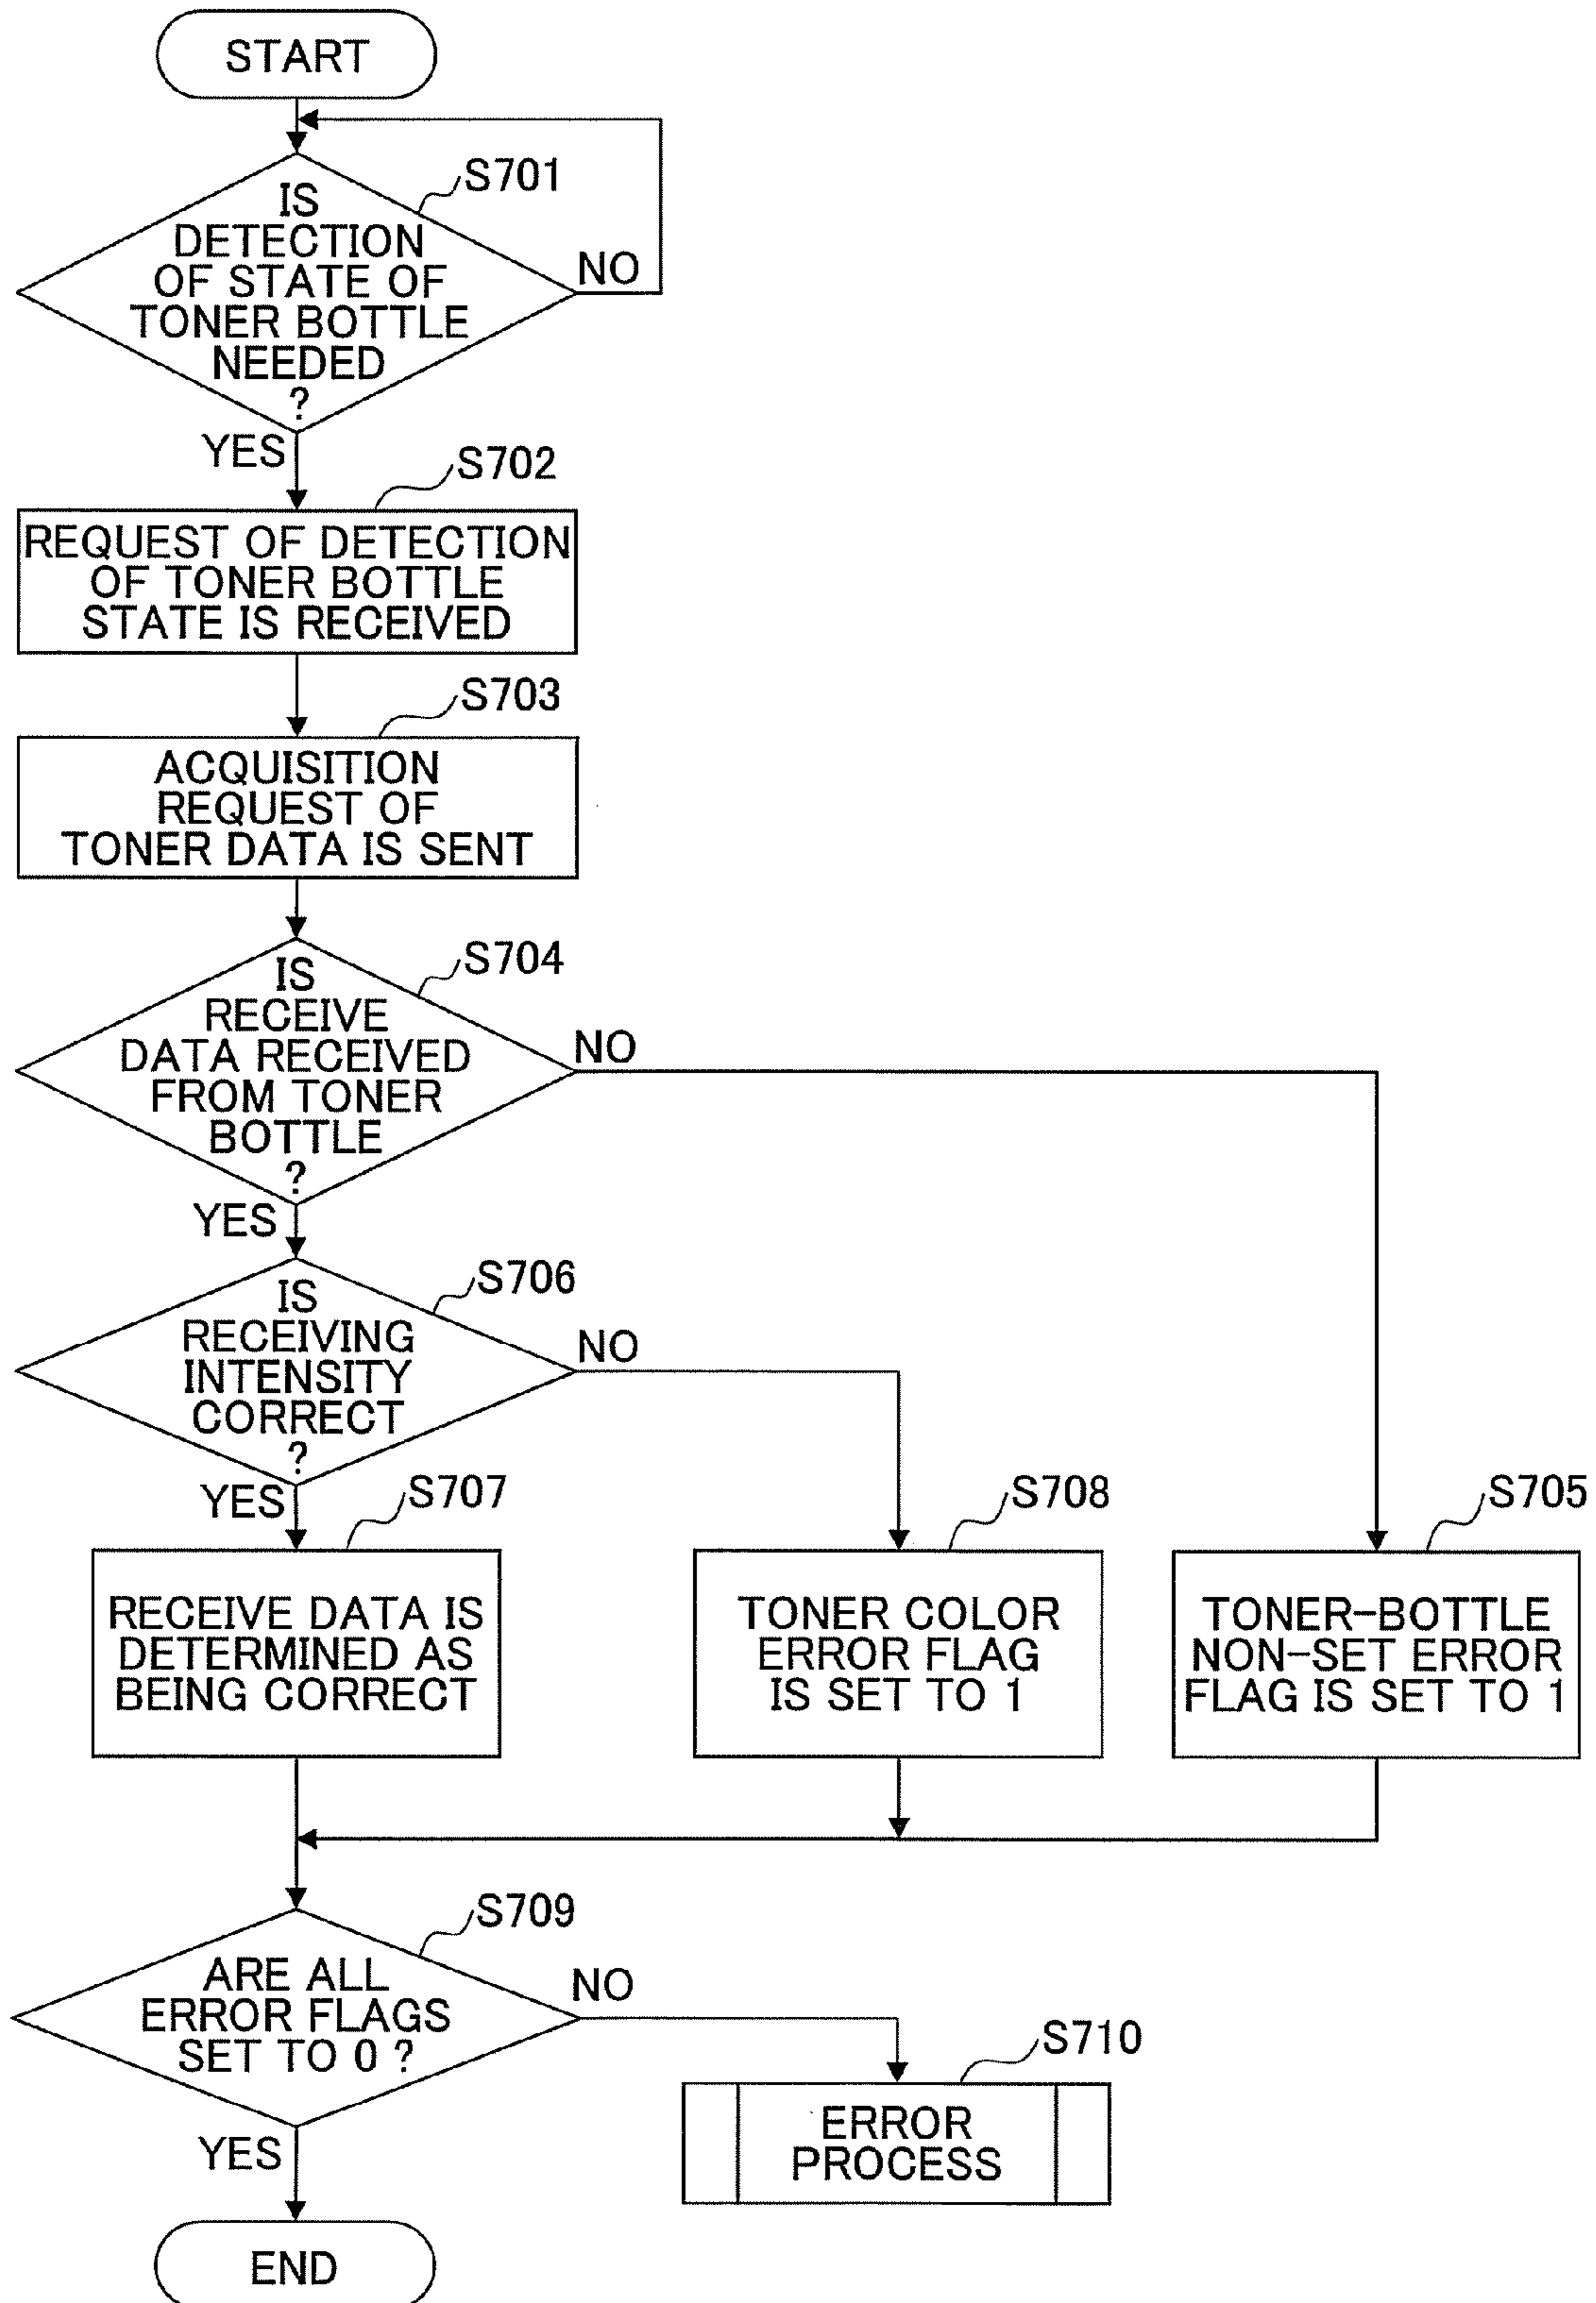 START
S701
IS
DETECTION
OF STATE OF
TONER BOTTLE
NEEDED
?
NO
YES
S702
REQUEST OF DETECTION
OF TONER BOTTLE
STATE IS RECEIVED
S703
ACQUISITION
REQUEST OF
TONER DATA IS SENT
S704
IS
RECEIVE
DATA RECEIVED
FROM TONER
BOTTLE
?
NO
YES
S706
IS
RECEIVING
INTENSITY
CORRECT
?
NO
YES
S707
RECEIVE DATA IS
DETERMINED AS
BEING CORRECT
S708
TONER COLOR
ERROR FLAG
IS SET TO 1
S705
TONER-BOTTLE
NON-SET ERROR
FLAG IS SET TO 1
S709
ARE ALL
ERROR FLAGS
SET TO 0 ?
NO
YES
S710
ERROR
PROCESS
END